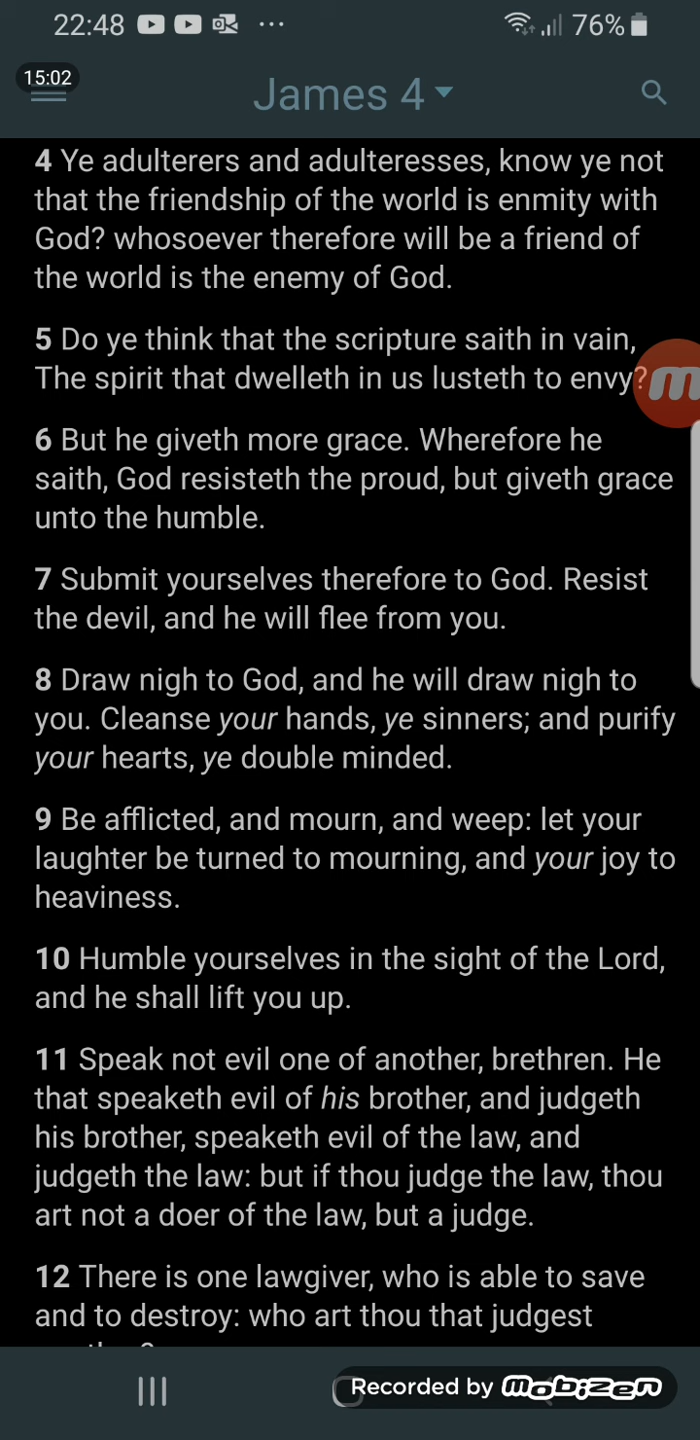 22:48 ··· 76%
15:02
James 4
4 Ye adulterers and adulteresses, know ye not
that the friendship of the world is enmity with
God? whosoever therefore will be a friend of
the world is the enemy of God.
5 Do ye think that the scripture saith in vain,
The spirit that dwelleth in us lusteth to envy?
m
6 But he giveth more grace. Wherefore he
saith, God resisteth the proud, but giveth grace
unto the humble.
7 Submit yourselves therefore to God. Resist
the devil, and he will flee from you.
8 Draw nigh to God, and he will draw nigh to
you. Cleanse your hands, ye sinners; and purify
your hearts, ye double minded.
9 Be afflicted, and mourn, and weep: let your
laughter be turned to mourning, and your joy to
heaviness.
10 Humble yourselves in the sight of the Lord,
and he shall lift you up.
11 Speak not evil one of another, brethren. He
that speaketh evil of his brother, and judgeth
his brother, speaketh evil of the law, and
judgeth the law: but if thou judge the law, thou
art not a doer of the law, but a judge.
12 There is one lawgiver, who is able to save
and to destroy: who art thou that judgest
Recorded by mobizen